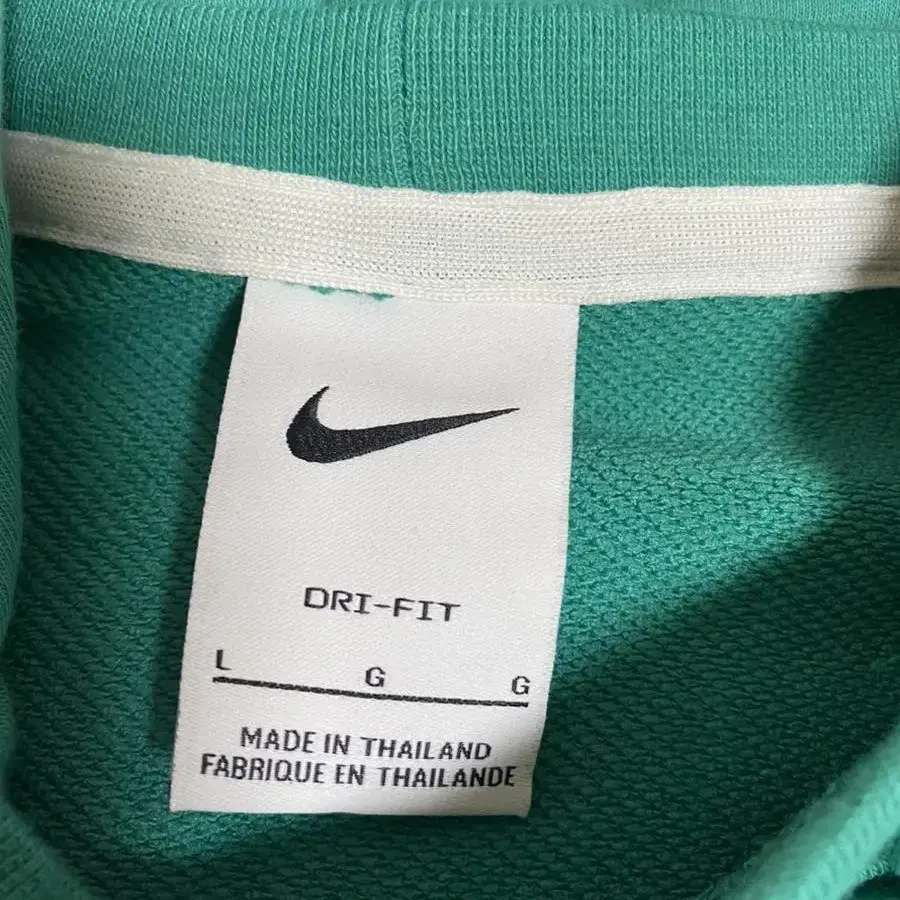 DRI-FIT
L G G
MADE IN THAILAND
FABRIQUE EN THAILANDE